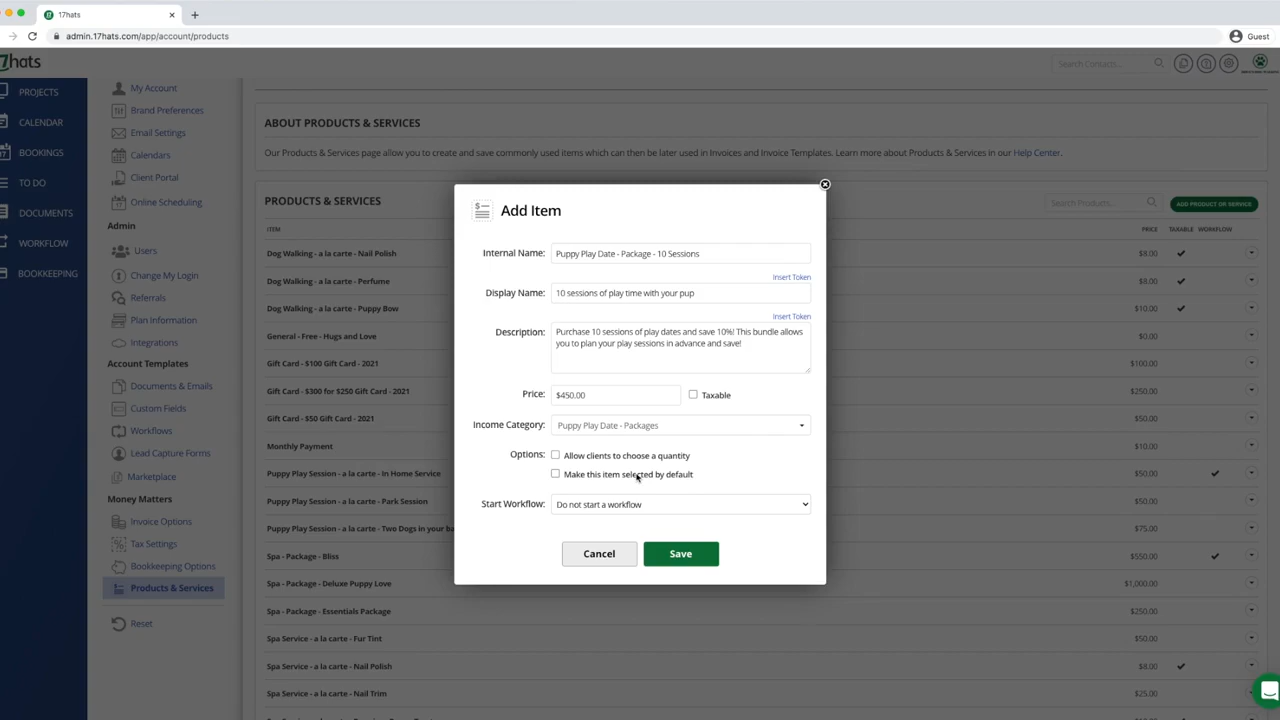 17hats
admin.17hats.com/app/account/products
Guest
7hats
Search Contacts...
PROJECTS
CALENDAR
BOOKINGS
TO DO
DOCUMENTS
WORKFLOW
BOOKKEEPING
My Account
Brand Preferences
Email Settings
Calendars
Client Portal
Online Scheduling
Admin
Users
Change My Login
Referrals
Plan Information
Integrations
Account Templates
Documents & Emails
Custom Fields
Workflows
Lead Capture Forms
Marketplace
Money Matters
Invoice Options
Tax Settings
Bookkeeping Options
Products & Services
Reset
ABOUT PRODUCTS & SERVICES
Our Products & Services page allow you to create and save commonly used items which can then be later used in Invoices and Invoice Templates. Learn more about Products & Services in our Help Center.
PRODUCTS & SERVICES
Search Products...
ADD PRODUCT OR SERVICE
ITEM PRICE TAXABLE WORKFLOW
Dog Walking - a la carte - Nail Polish $8.00
Dog Walking - a la carte - Perfume $8.00
Dog Walking - a la carte - Puppy Bow $10.00
General - Free - Hugs and Love $0.00
Gift Card - $100 Gift Card - 2021 $100.00
Gift Card - $300 for $250 Gift Card - 2021 $250.00
Gift Card - $50 Gift Card - 2021 $50.00
Monthly Payment $10.00
Puppy Play Session - a la carte - In Home Service $50.00
Puppy Play Session - a la carte - Park Session $50.00
Puppy Play Session - a la carte - Two Dogs in your ba $75.00
Spa - Package - Bliss $550.00
Spa - Package - Deluxe Puppy Love $1,000.00
Spa - Package - Essentials Package $250.00
Spa Service - a la carte - Fur Tint $50.00
Spa Service - a la carte - Nail Polish $8.00
Spa Service - a la carte - Nail Trim $25.00
Add Item
Internal Name: Puppy Play Date - Package - 10 Sessions
Insert Token
Display Name: 10 sessions of play time with your pup
Insert Token
Description: Purchase 10 sessions of play dates and save 10%! This bundle allows
you to plan your play sessions in advance and save!
Price: $450.00 Taxable
Income Category: Puppy Play Date - Packages
Options: Allow clients to choose a quantity
Make this item selected by default
Start Workflow: Do not start a workflow
Cancel Save